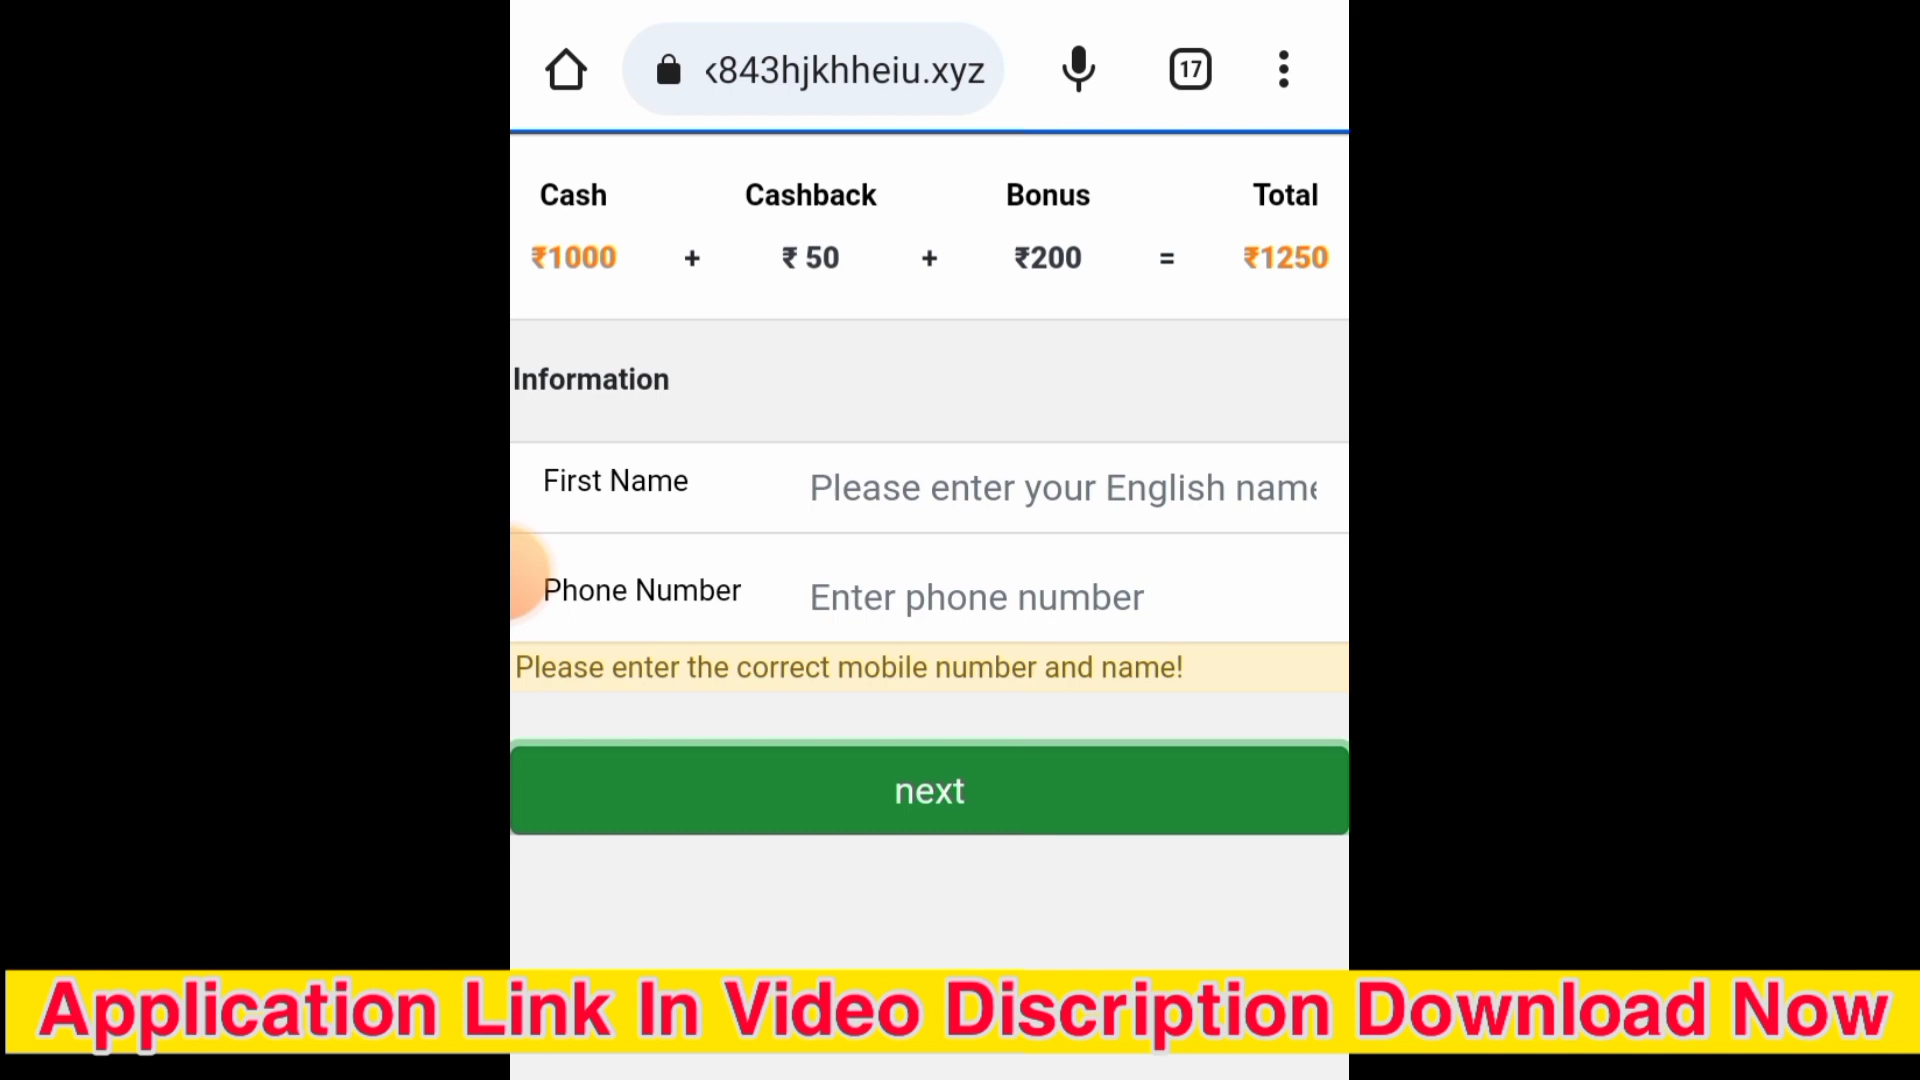 ‹843hjkhheiu.xyz 17
Cash Cashback Bonus Total
₹1000 + ₹ 50 + ₹200 = ₹1250
Information
First Name Please enter your English name
Phone Number Enter phone number
Please enter the correct mobile number and name!
next
Application Link In Video Discription Download Now